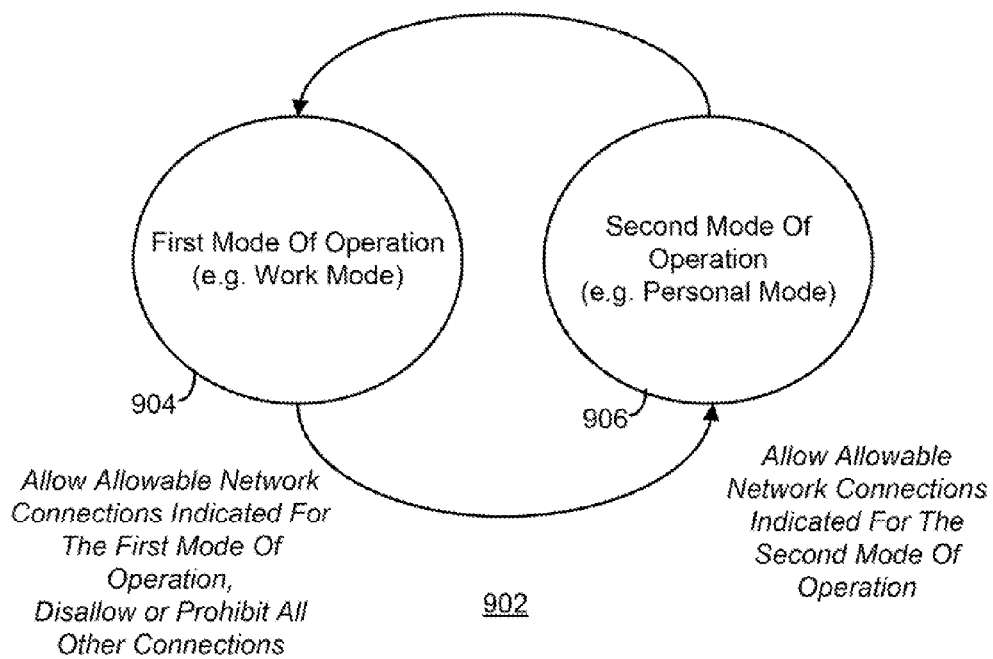 First Mode Of Operation
(e.g. Work Mode)
Second Mode Of
Operation
(e.g. Personal Mode)
904
906
Allow Allowable Network
Connections Indicated For
The First Mode Of
Operation,
Disallow or Prohibit All
Other Connections
Allow Allowable
Network Connections
Indicated For The
Second Mode Of
Operation
902